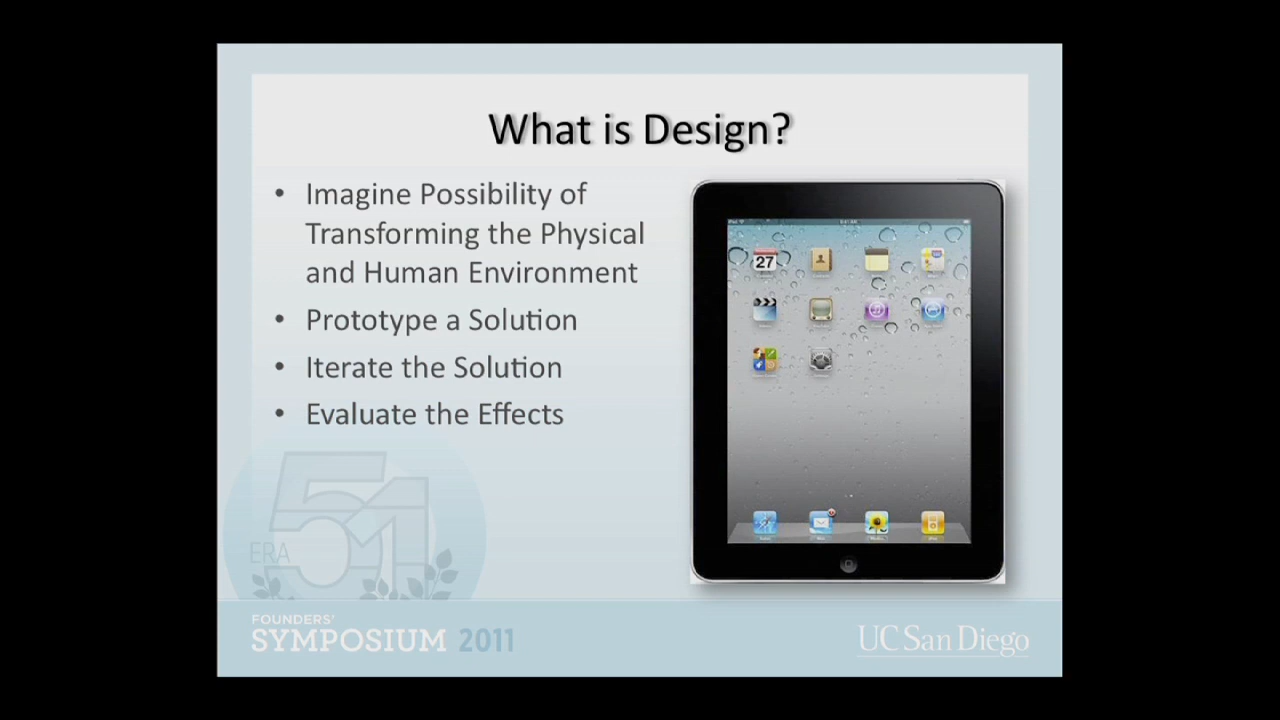 What is Design?
• Imagine Possibility of
Transforming the Physical
and Human Environment
• Prototype a Solution
• Iterate the Solution
• Evaluate the Effects
27
51
ERA
FOUNDERS'
SYMPOSIUM 2011
UC San Diego